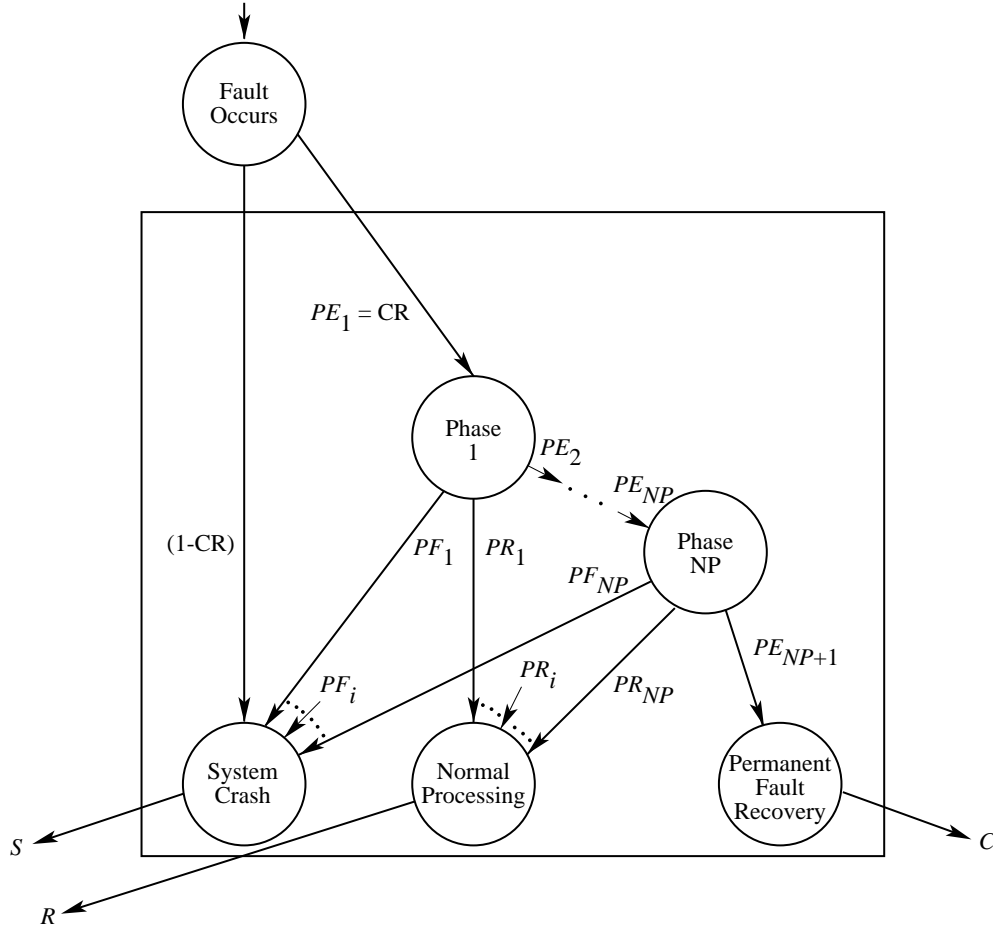 Fault
Occurs
PE1 = CR
Phase
1
PE2
PENP
Phase
NP
(1-CR)
PF1
PR1
PFNP
PENP+1
PFi
PRi
PRNP
System
Crash
Normal
Processing
Permanent
Fault
Recovery
S
C
R